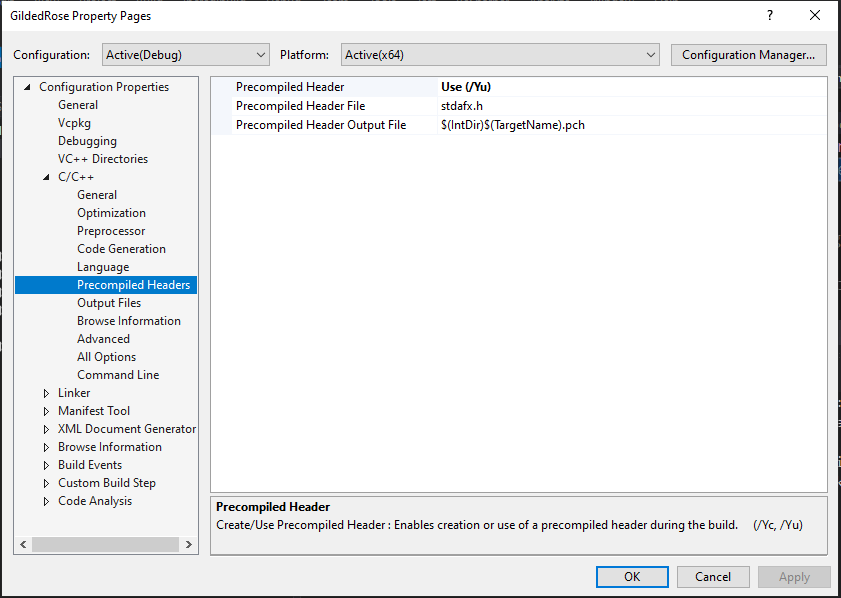 GildedRose Property Pages
Configuration: Active(Debug) Platform: Active(x64) Configuration Manager...
Configuration Properties
General
Vcpkg
Debugging
VC++ Directories
C/C++
General
Optimization
Preprocessor
Code Generation
Language
Precompiled Headers
Output Files
Browse Information
Advanced
All Options
Command Line
Linker
Manifest Tool
XML Document Generator
Browse Information
Build Events
Custom Build Step
Code Analysis
Precompiled Header Use (/Yu)
Precompiled Header File stdafx.h
Precompiled Header Output File $(IntDir)$(TargetName).pch
Precompiled Header
Create/Use Precompiled Header : Enables creation or use of a precompiled header during the build. (/Yc, /Yu)
OK Cancel Apply